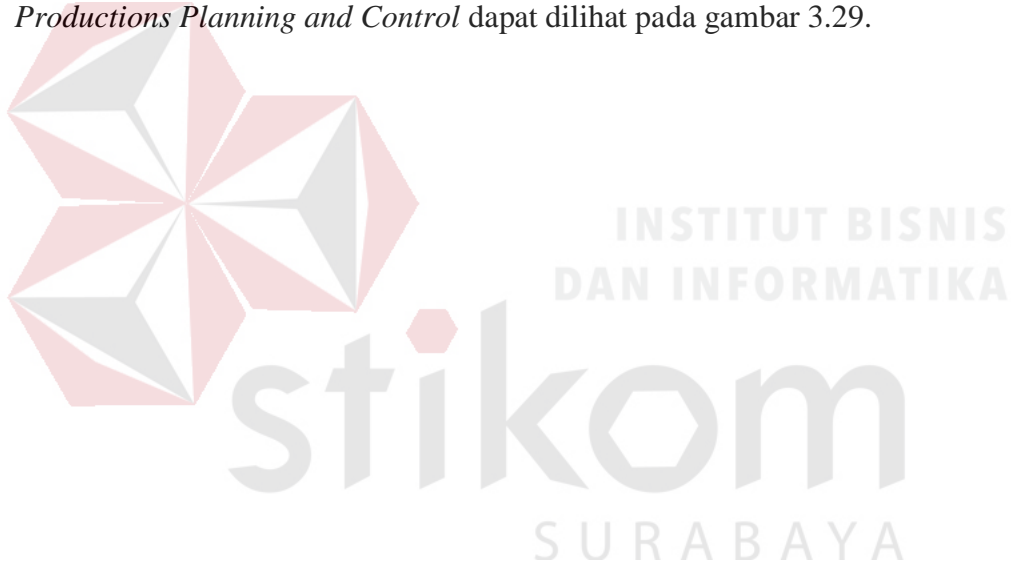 Productions Planning and Control dapat dilihat pada gambar 3.29.
INSTITUT BISNIS
DAN INFORMATIKA
stikom
SURABAYA